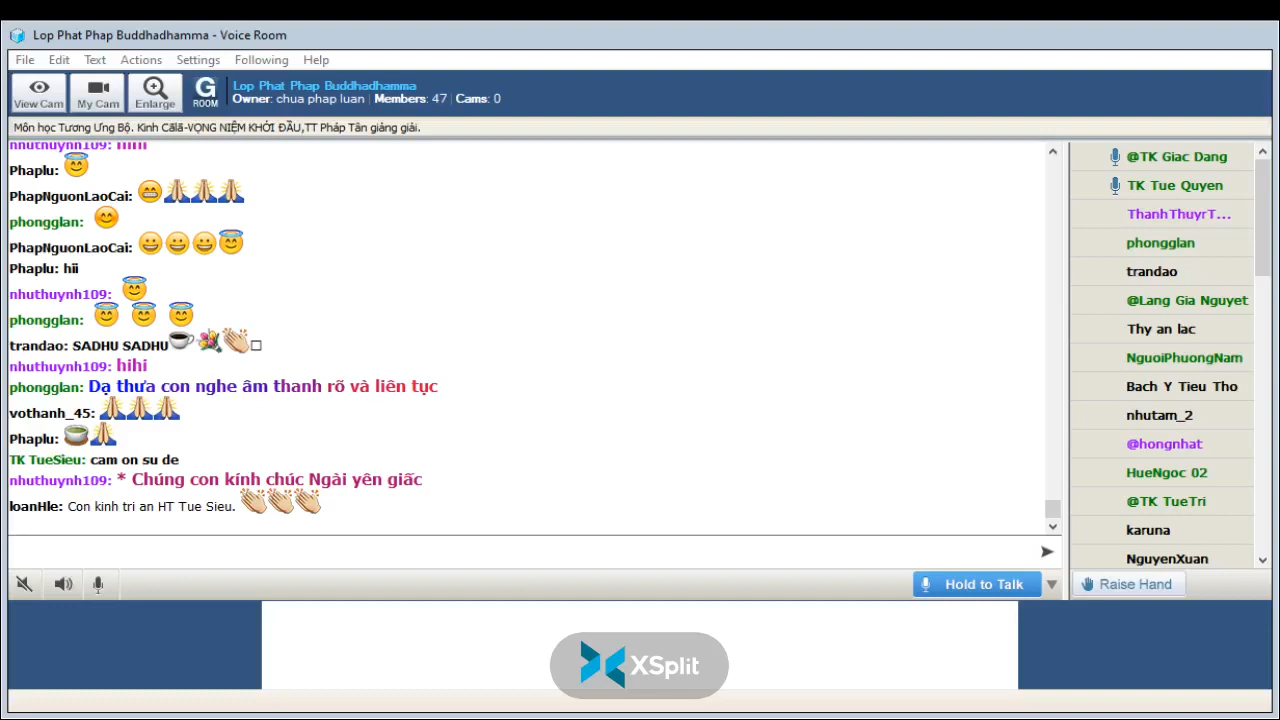 Lop Phat Phap Buddhadhamma - Voice Room
File Edit Text Actions Settings Following Help
View Cam My Cam Enlarge G ROOM
Lop Phat Phap Buddhadhamma
Owner: chua phap luan | Members: 47 | Cams: 0
Môn học Tương Ưng Bộ. Kinh Cālā-VỌNG NIỆM KHỞI ĐẦU,TT Pháp Tân giảng giải.
nhuthuynh109: hihi
Phaplu: 😇
PhapNguonLaoCai: 😁🙏🙏🙏
phongglan: 😊
PhapNguonLaoCai: 😀😀😀😇
Phaplu: hii
nhuthuynh109: 😇
phongglan: 😇 😇 😇
trandao: SADHU SADHU☕💐👏□
nhuthuynh109: hihi
phongglan: Dạ thưa con nghe âm thanh rõ và liên tục
vothanh_45: 🙏🙏🙏
Phaplu: 🍵🙏
TK TueSieu: cam on su de
nhuthuynh109: * Chúng con kính chúc Ngài yên giấc
loanHle: Con kinh tri an HT Tue Sieu. 👏👏👏
@TK Giac Dang
TK Tue Quyen
ThanhThuyrT...
phongglan
trandao
@Lang Gia Nguyet
Thy an lac
NguoiPhuongNam
Bach Y Tieu Tho
nhutam_2
@hongnhat
HueNgoc 02
@TK TueTri
karuna
NguyenXuan
Hold to Talk
Raise Hand
XSplit